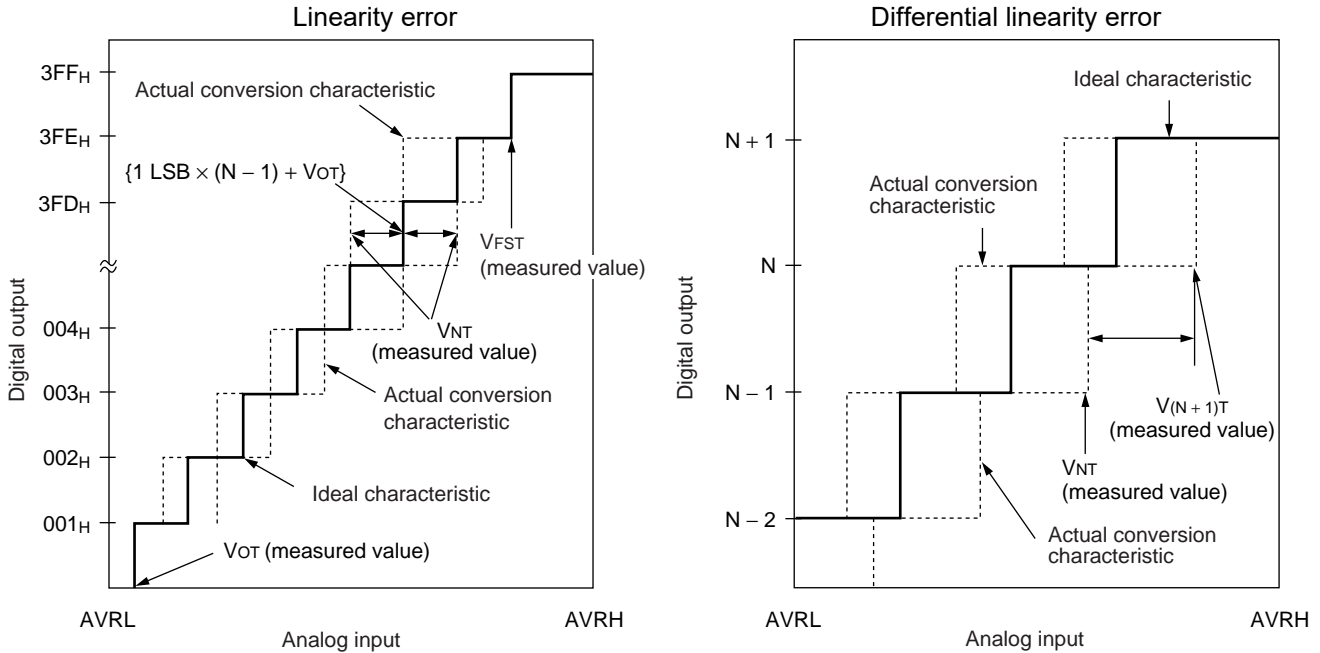 Linearity error
3FFH
Actual conversion characteristic
3FEH
{1 LSB × (N − 1) + VOT}
3FDH
VFST
(measured value)
Digital output
004H
VNT
(measured value)
003H
Actual conversion
characteristic
002H
Ideal characteristic
001H
VOT (measured value)
AVRL
AVRH
Analog input
Differential linearity error
Ideal characteristic
N + 1
Actual conversion
characteristic
N
Digital output
N − 1
V(N + 1)T
(measured value)
VNT
(measured value)
N − 2
Actual conversion
characteristic
AVRL
AVRH
Analog input